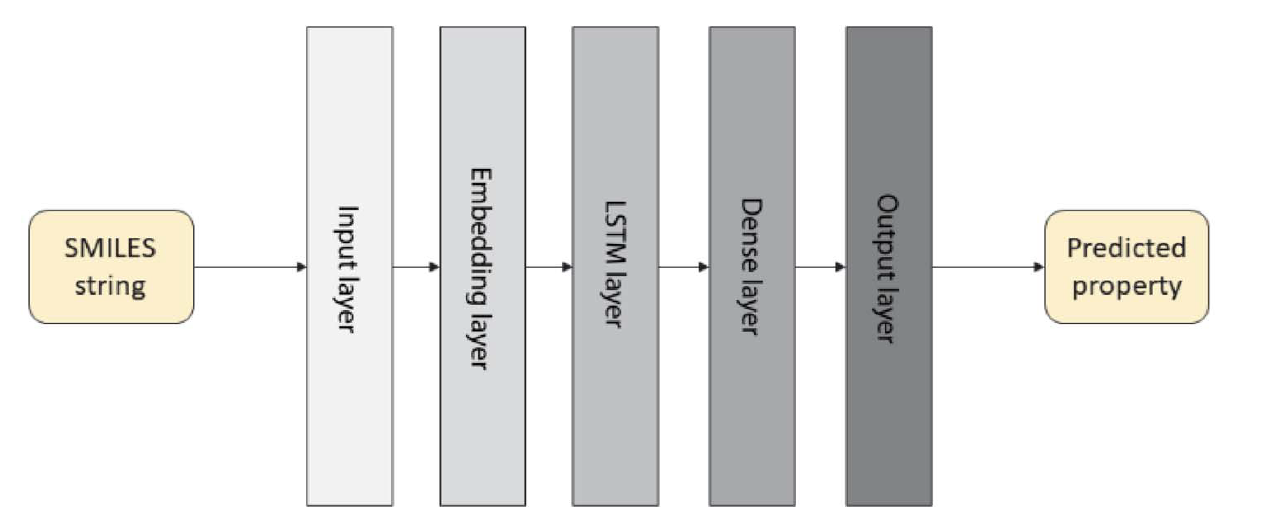 SMILES
string
Input layer
Embedding layer
LSTM layer
Dense layer
Output layer
Predicted
property